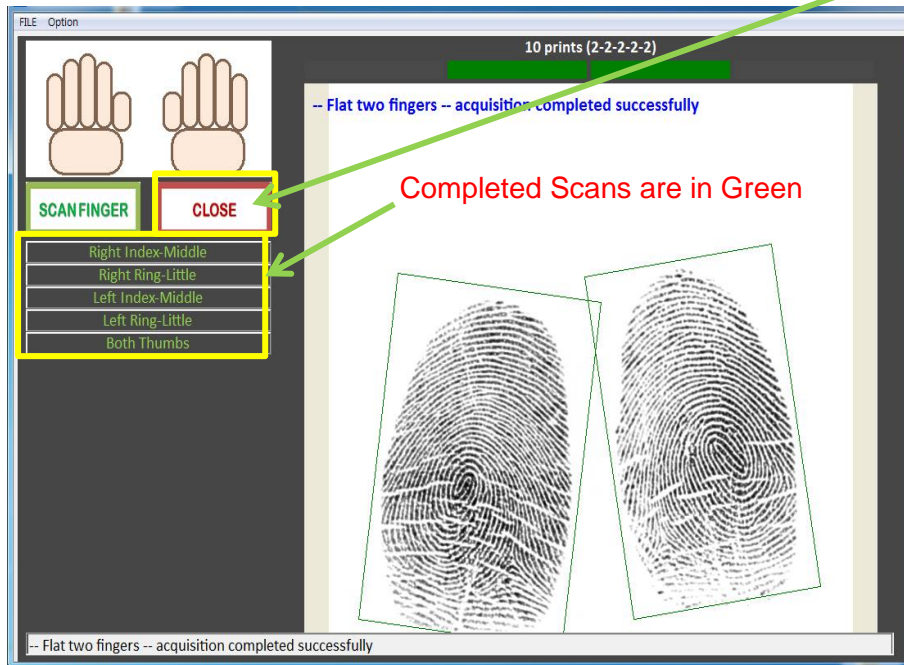 FILE Option
10 prints (2-2-2-2-2)
-- Flat two fingers -- acquisition completed successfully
Completed Scans are in Green
SCAN FINGER
CLOSE
Right Index-Middle
Right Ring-Little
Left Index-Middle
Left Ring-Little
Both Thumbs
-- Flat two fingers -- acquisition completed successfully